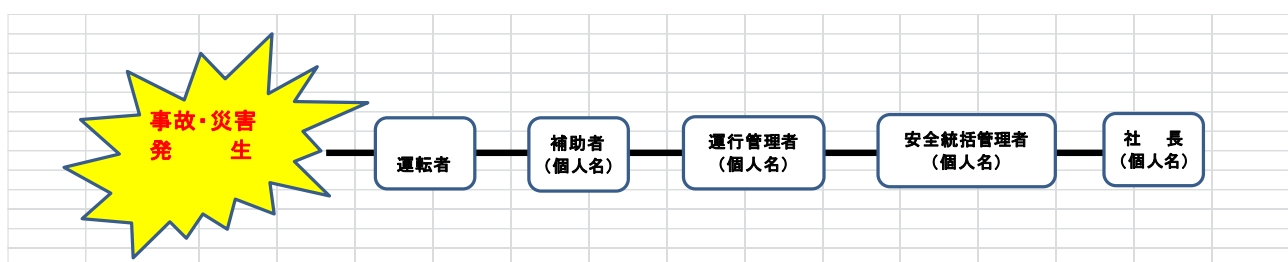 事故・災害
発　　生
運転者
補助者
（個人名）
運行管理者
（個人名）
安全統括管理者
（個人名）
社　長
（個人名）